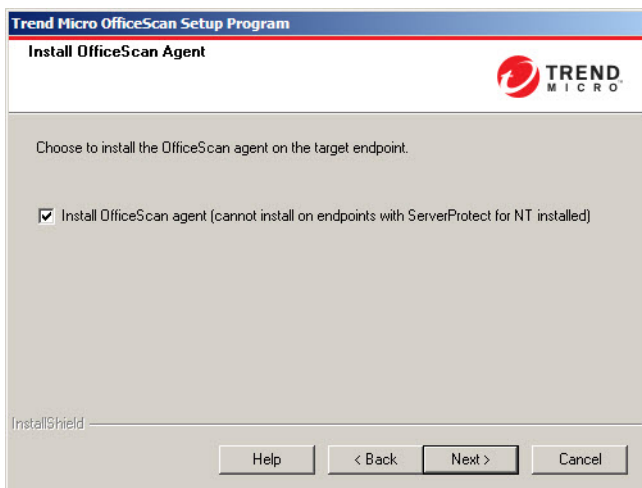 Trend Micro OfficeScan Setup Program
Install OfficeScan Agent
TREND
MICRO
Choose to install the OfficeScan agent on the target endpoint.
Install OfficeScan agent (cannot install on endpoints with ServerProtect for NT installed)
InstallShield
Help
< Back
Next >
Cancel